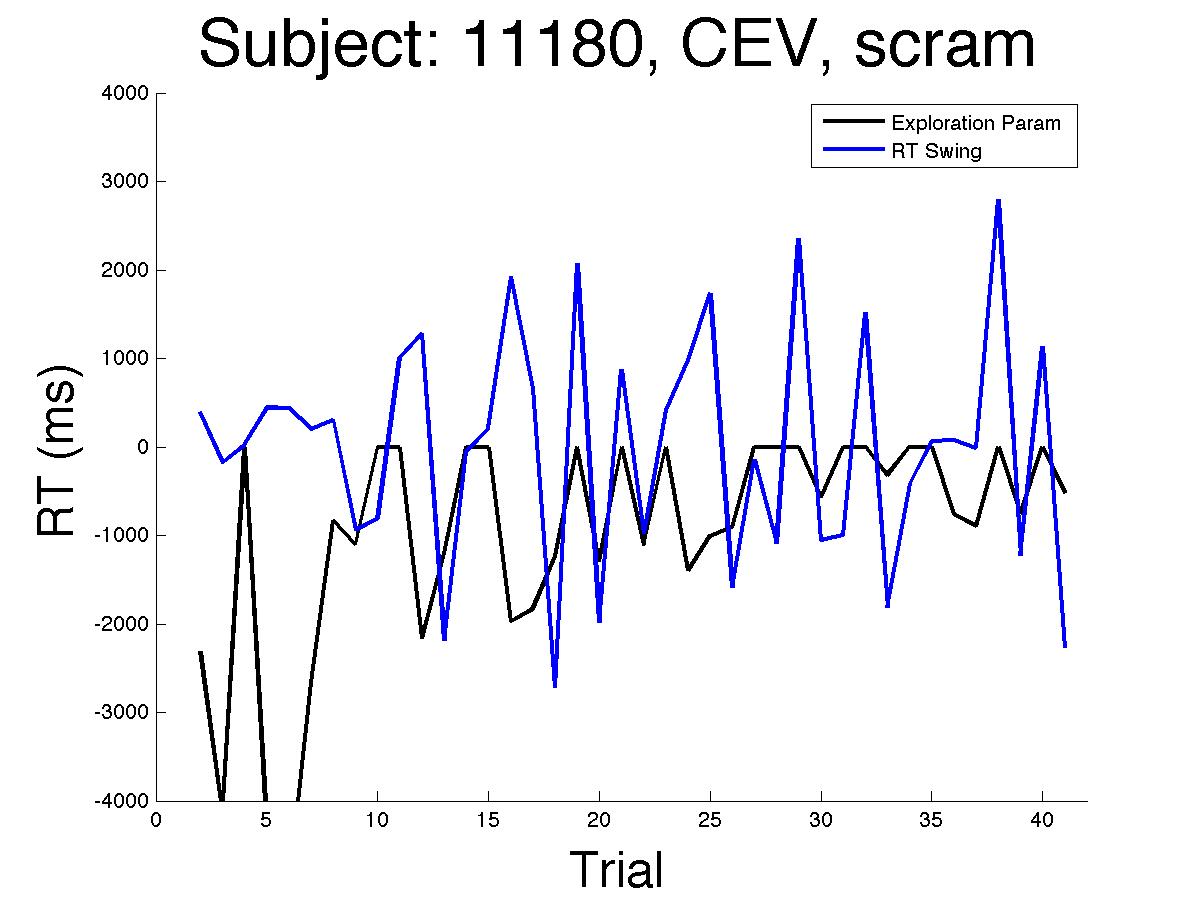 Subject: 11180, CEV, scram
4000
3000
2000
1000
0
-1000
-2000
-3000
-4000
RT (ms)
Exploration Param
RT Swing
0 5 10 15 20 25 30 35 40
Trial